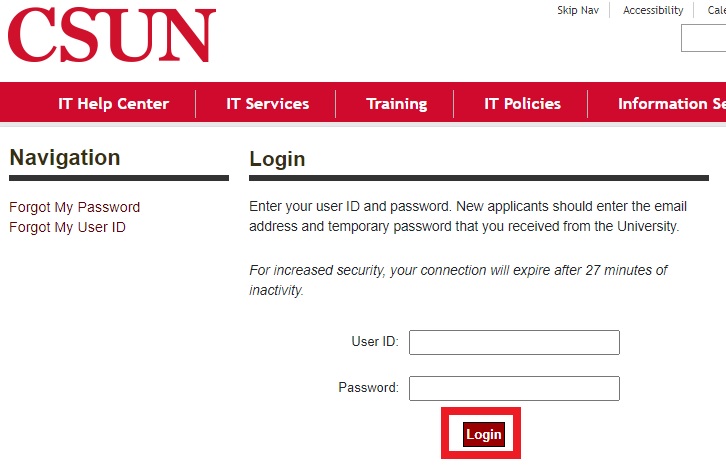 CSUN
Skip Nav
Accessibility
IT Help Center
IT Services
Training
IT Policies
Information
Navigation
Forgot My Password
Forgot My User ID
Login
Enter your user ID and password. New applicants should enter the email
address and temporary password that you received from the University.
For increased security, your connection will expire after 27 minutes of
inactivity.
User ID:
Password:
Login